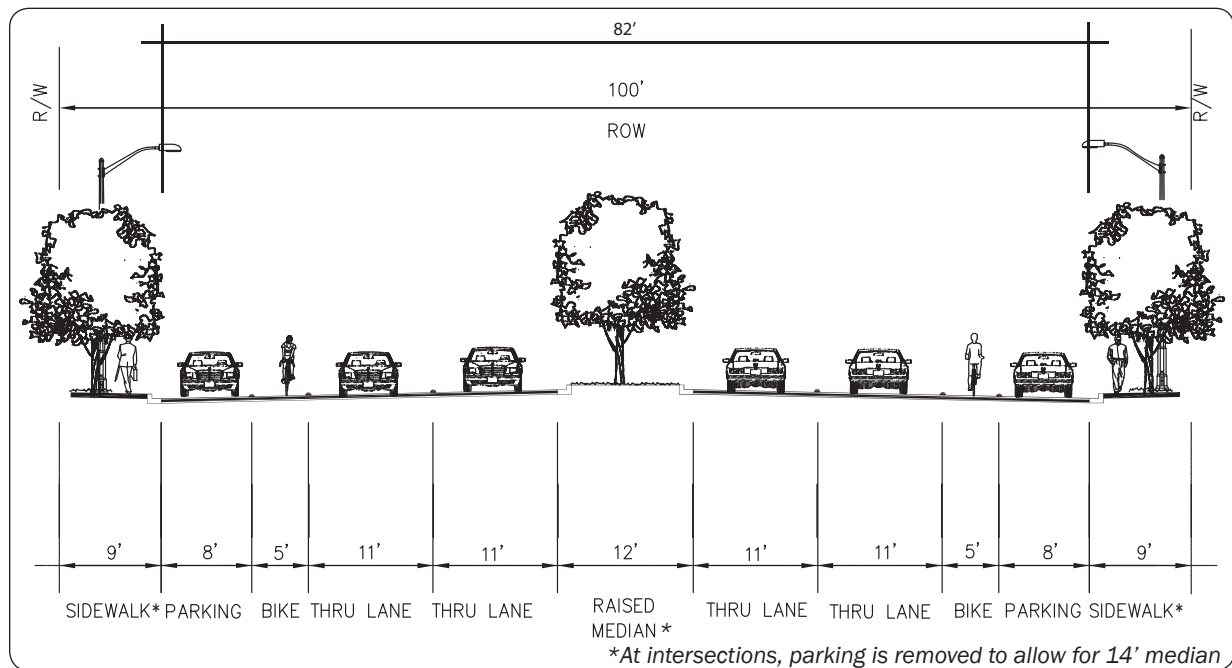 82’
100’
ROW
R/W
R/W
9’ 8’ 5’ 11’ 11’ 12’ 11’ 11’ 5’ 8’ 9’
SIDEWALK* PARKING BIKE THRU LANE THRU LANE RAISED THRU LANE THRU LANE BIKE PARKING SIDEWALK*
MEDIAN*
*At intersections, parking is removed to allow for 14’ median